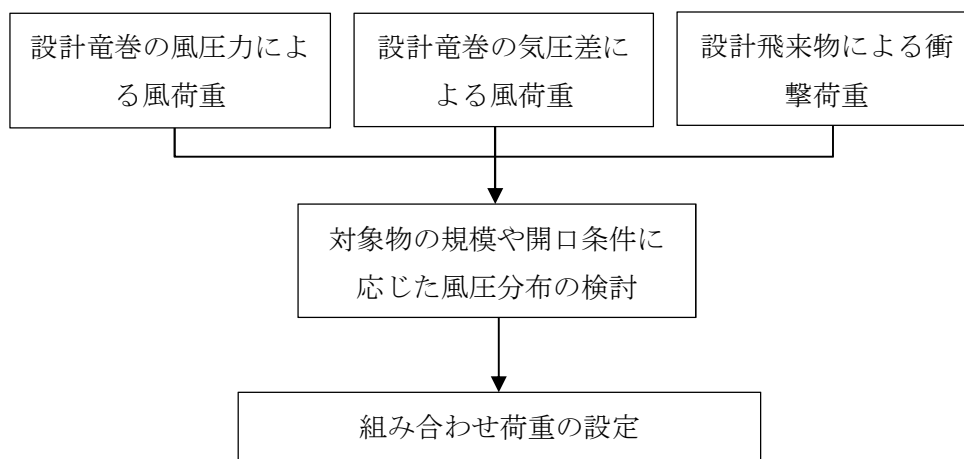 設計竜巻の風圧力によ
る風荷重
設計竜巻の気圧差に
よる風荷重
設計飛来物による衝
撃荷重
対象物の規模や開口条件に
応じた風圧分布の検討
組み合わせ荷重の設定